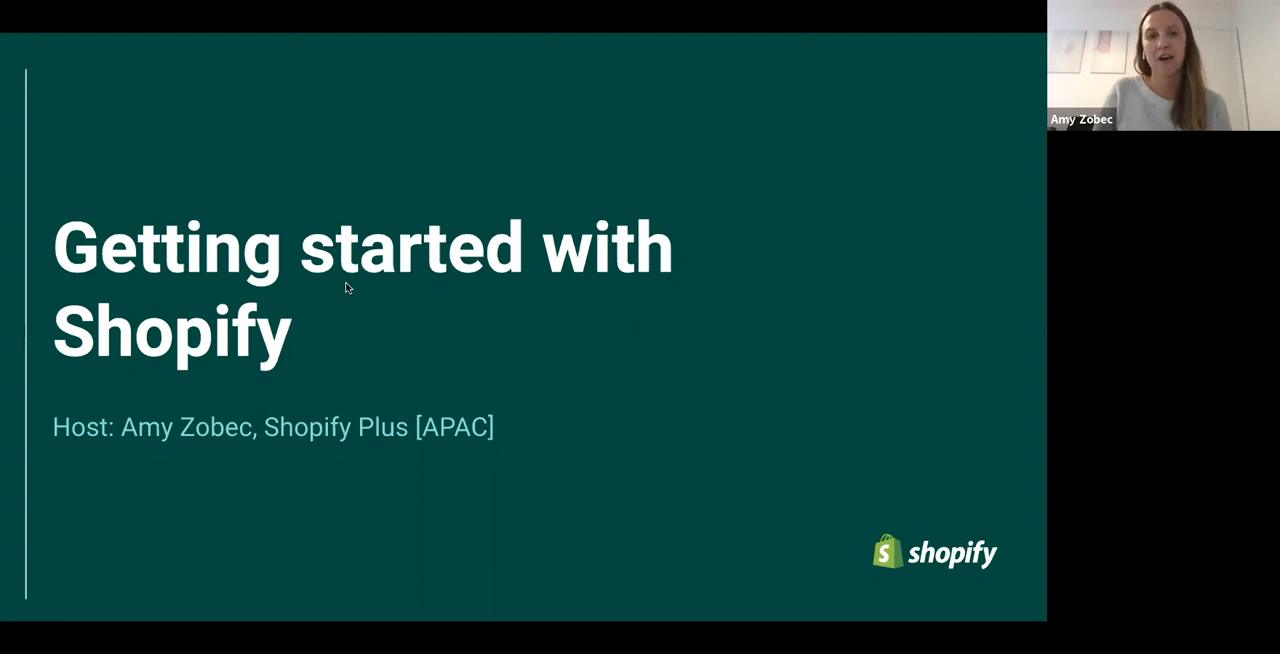 Getting started with
Shopify
Host: Amy Zobec, Shopify Plus [APAC]
S shopify
Amy Zobec